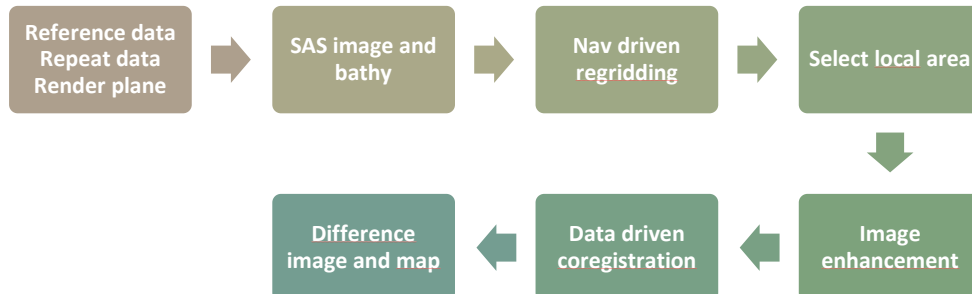 Reference data
Repeat data
Render plane
SAS image and
bathy
Nav driven
regridding
Select local area
Image
enhancement
Data driven
coregistration
Difference
image and map